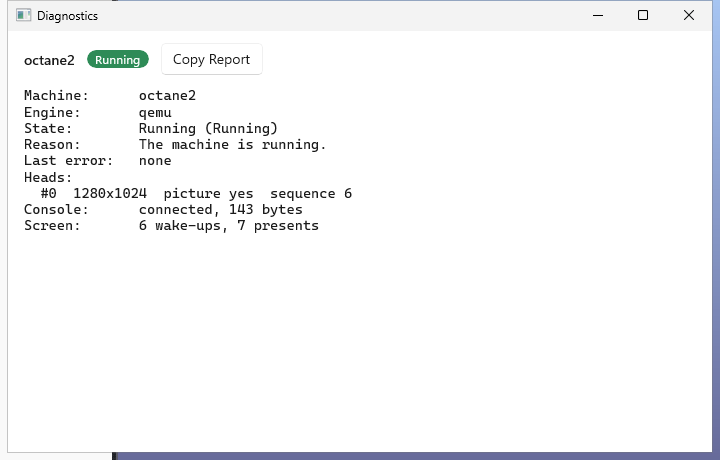 Diagnostics
octane2 Running Copy Report
Machine: octane2
Engine: qemu
State: Running (Running)
Reason: The machine is running.
Last error: none
Heads:
#0 1280x1024 picture yes sequence 6
Console: connected, 143 bytes
Screen: 6 wake-ups, 7 presents